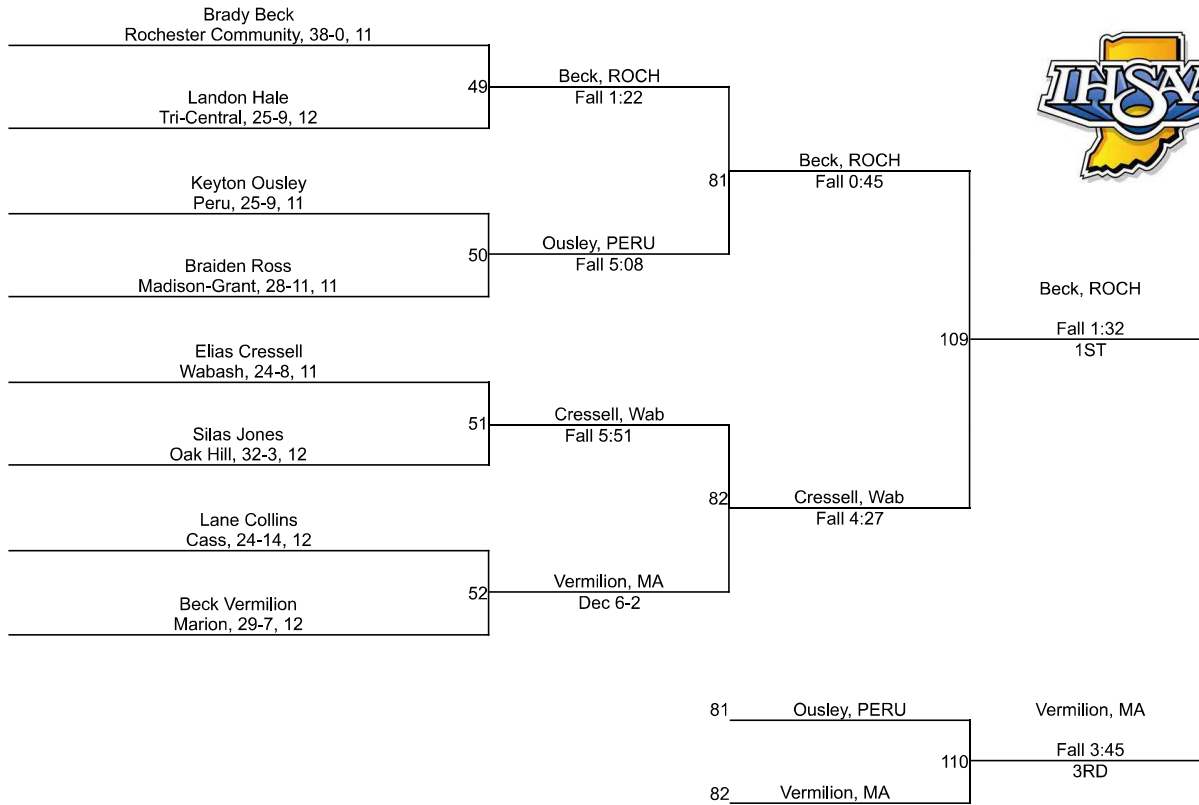 Brady Beck
Rochester Community, 38-0, 11
IHSAA
49
Beck, ROCH
Fall 1:22
Landon Hale
Tri-Central, 25-9, 12
81
Beck, ROCH
Fall 0:45
Keyton Ousley
Peru, 25-9, 11
50
Ousley, PERU
Fall 5:08
Braiden Ross
Madison-Grant, 28-11, 11
109
Beck, ROCH
Fall 1:32
1ST
Elias Cressell
Wabash, 24-8, 11
51
Cressell, Wab
Fall 5:51
Silas Jones
Oak Hill, 32-3, 12
82
Cressell, Wab
Fall 4:27
Lane Collins
Cass, 24-14, 12
52
Vermilion, MA
Dec 6-2
Beck Vermilion
Marion, 29-7, 12
81
Ousley, PERU
110
Vermilion, MA
Fall 3:45
3RD
82
Vermilion, MA